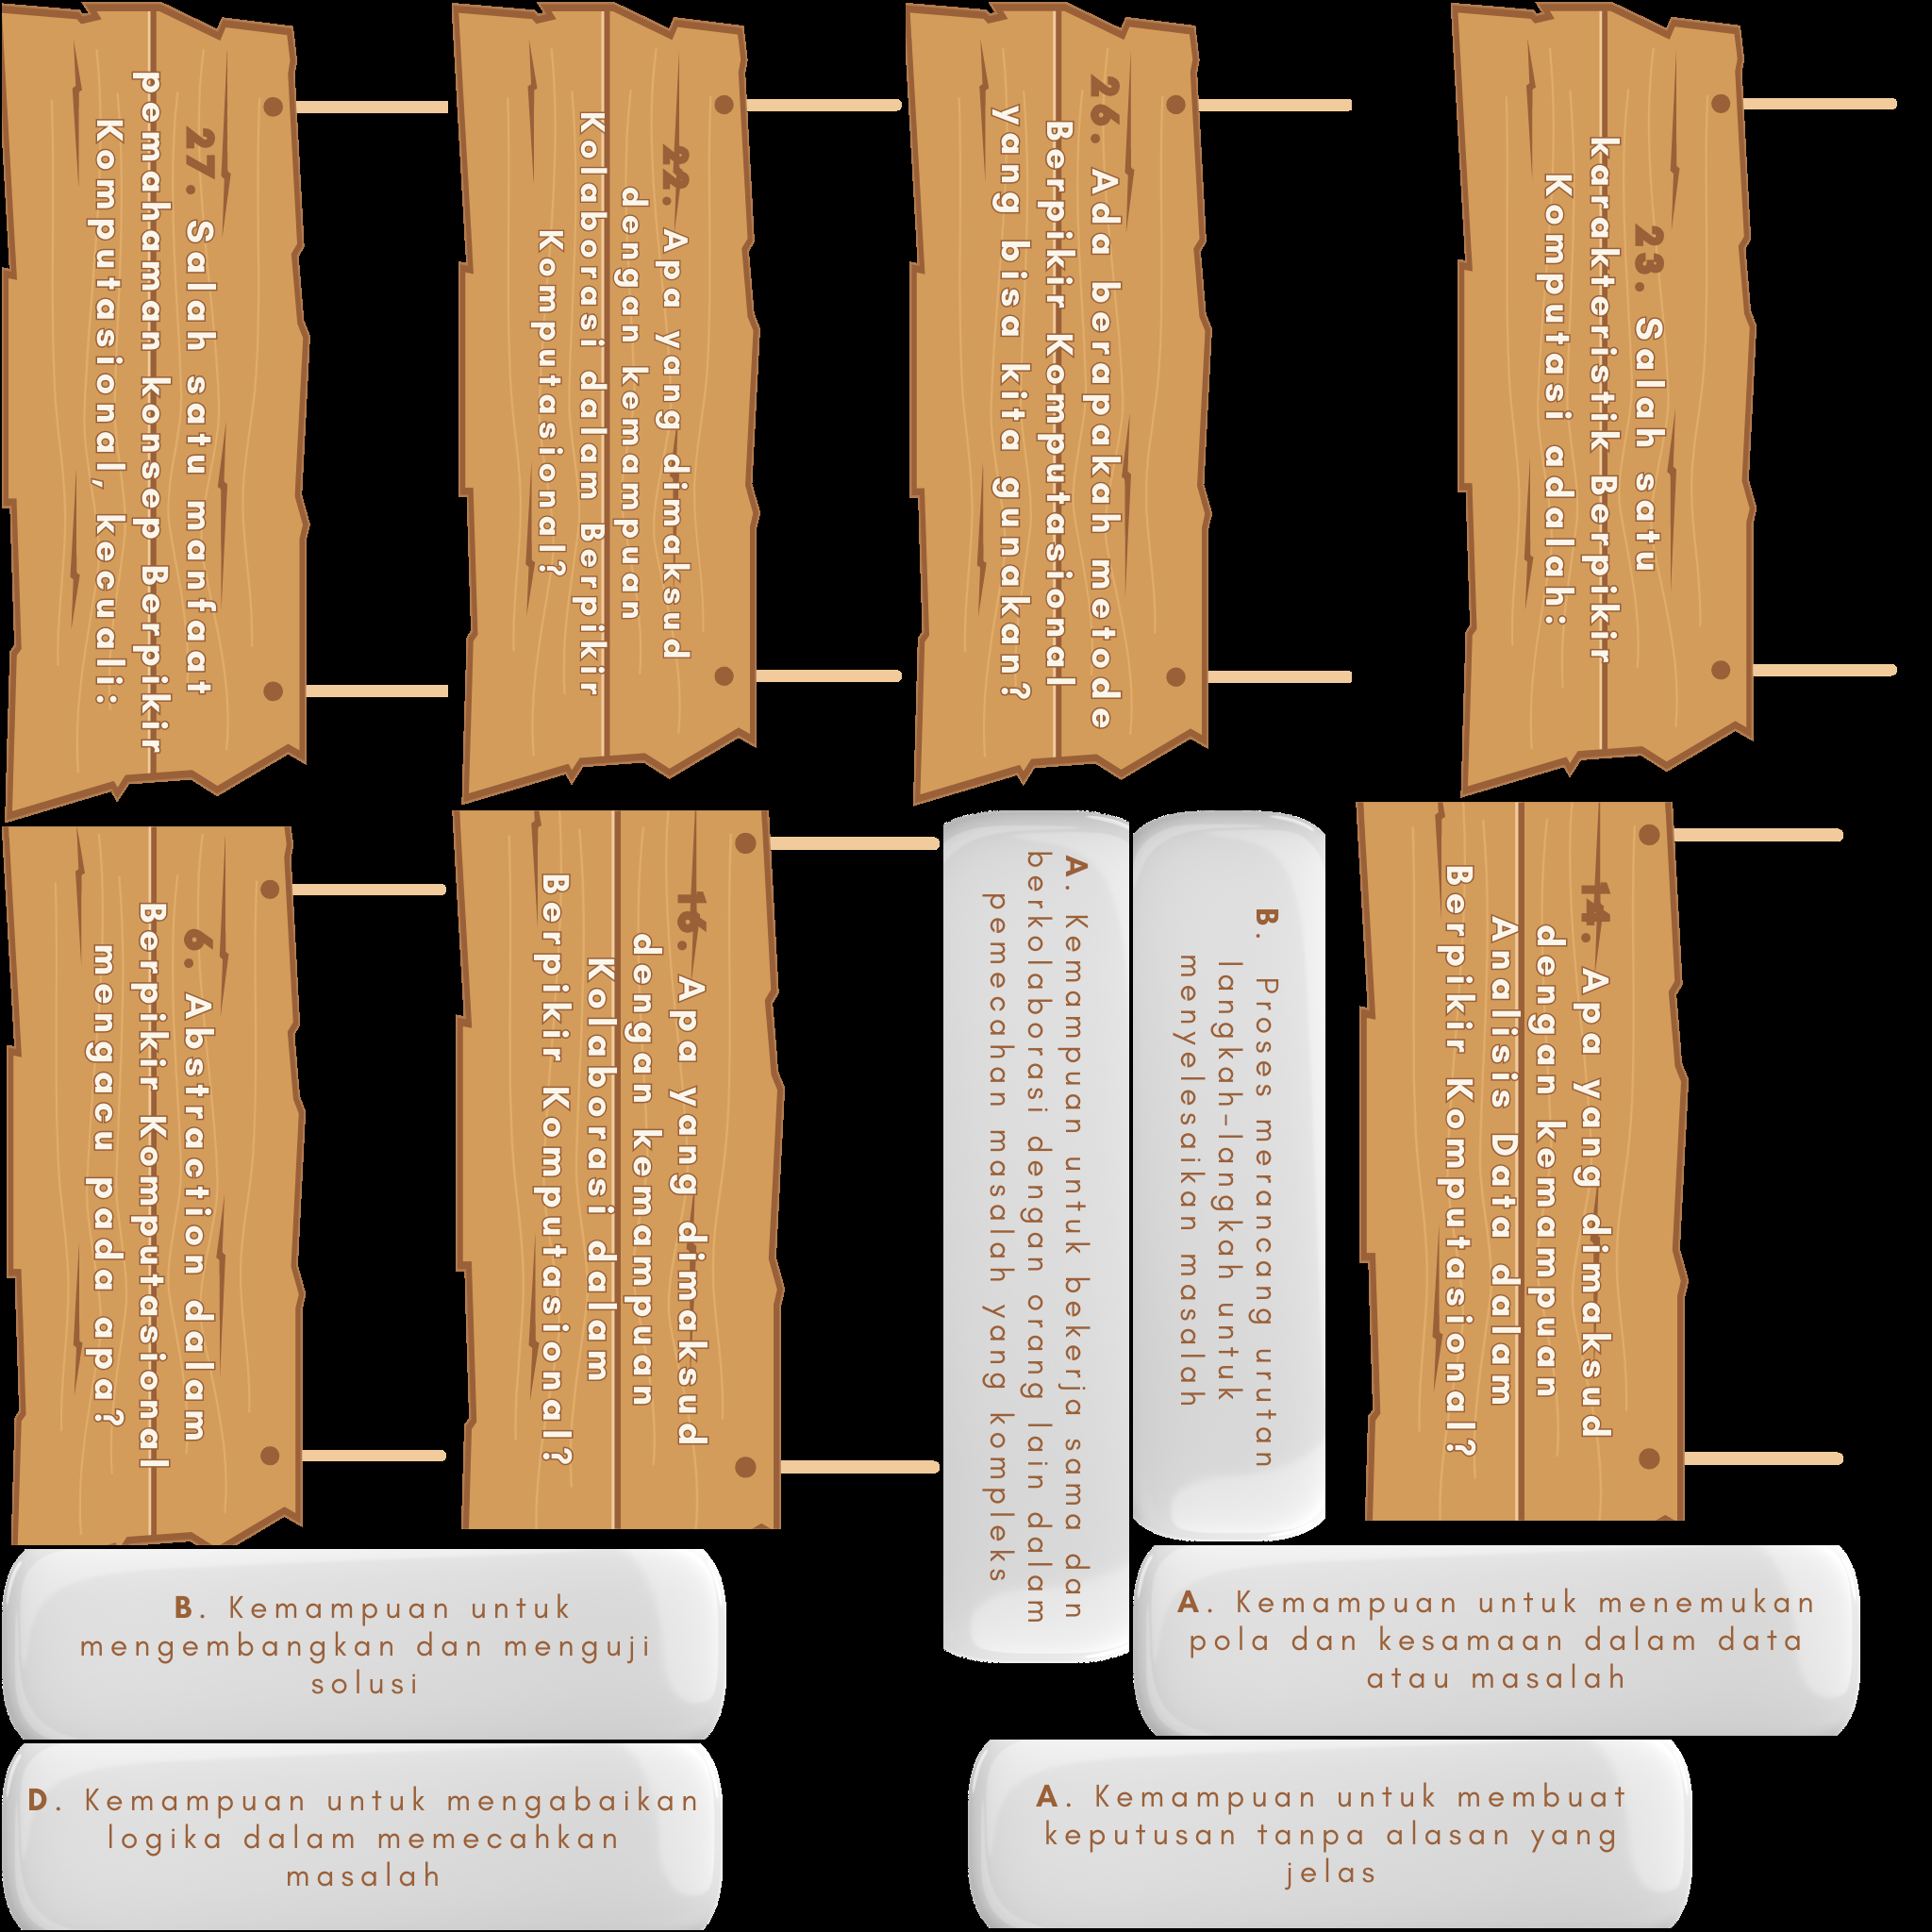 27. Salah satu manfaat
pemahaman konsep Berpikir
Komputasional, kecuali:
22. Apa yang dimaksud
dengan kemampuan
Kolaborasi dalam Berpikir
Komputasional?
26. Ada berapakah metode
Berpikir Komputasional
yang bisa kita gunakan?
23. Salah satu
karakteristik Berpikir
Komputasi adalah:
6. Abstraction dalam
Berpikir Komputasional
mengacu pada apa?
16. Apa yang dimaksud
dengan kemampuan
Kolaborasi dalam
Berpikir Komputasional?
A. Kemampuan untuk bekerja sama dan
berkolaborasi dengan orang lain dalam
pemecahan masalah yang kompleks
B. Proses merancang urutan
langkah-langkah untuk
menyelesaikan masalah
14. Apa yang dimaksud
dengan kemampuan
Analisis Data dalam
Berpikir Komputasional?
B. Kemampuan untuk
mengembangkan dan menguji
solusi
A. Kemampuan untuk menemukan
pola dan kesamaan dalam data
atau masalah
D. Kemampuan untuk mengabaikan
logika dalam memecahkan
masalah
A. Kemampuan untuk membuat
keputusan tanpa alasan yang
jelas